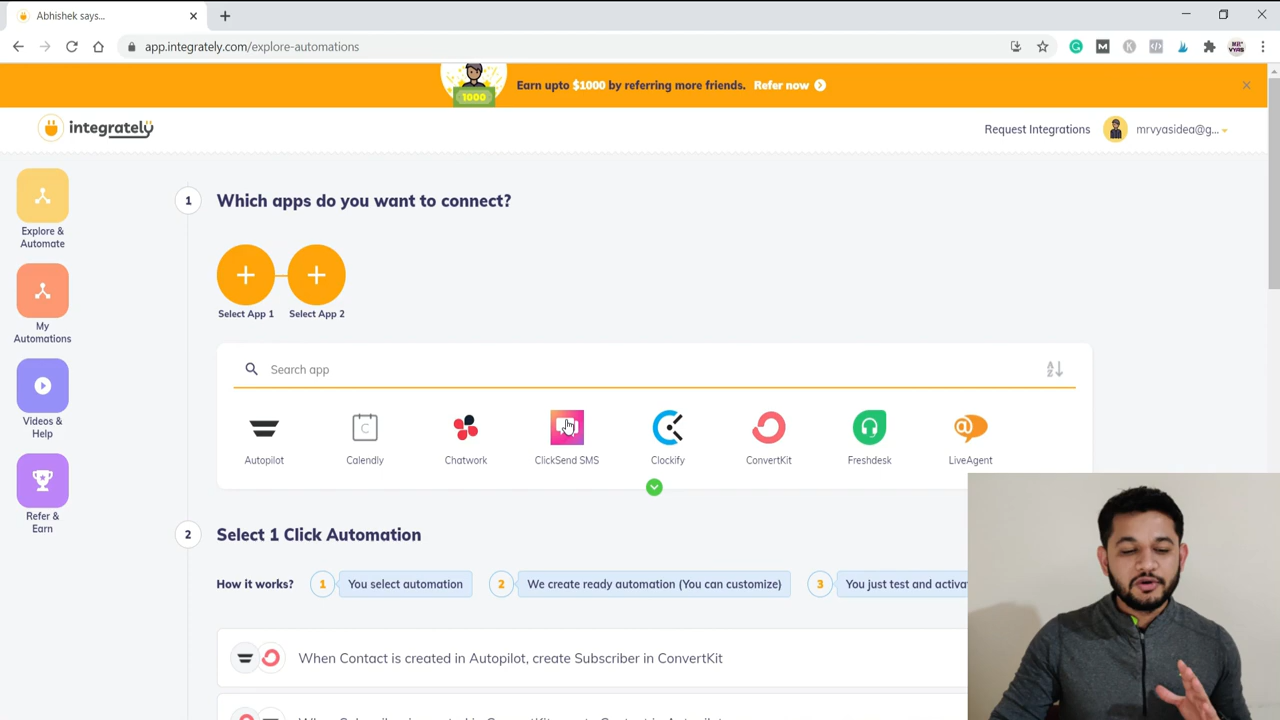 Abhishek says...
app.integrately.com/explore-automations
1000
Earn upto $1000 by referring more friends. Refer now
integrately
Request Integrations
mrvyasidea@g...
Explore &
Automate
My
Automations
Videos &
Help
Refer &
Earn
1
Which apps do you want to connect?
Select App 1
Select App 2
Search app
Autopilot
Calendly
Chatwork
ClickSend SMS
Clockify
ConvertKit
Freshdesk
LiveAgent
2
Select 1 Click Automation
How it works?
1
You select automation
2
We create ready automation (You can customize)
3
You just test and activa
When Contact is created in Autopilot, create Subscriber in ConvertKit